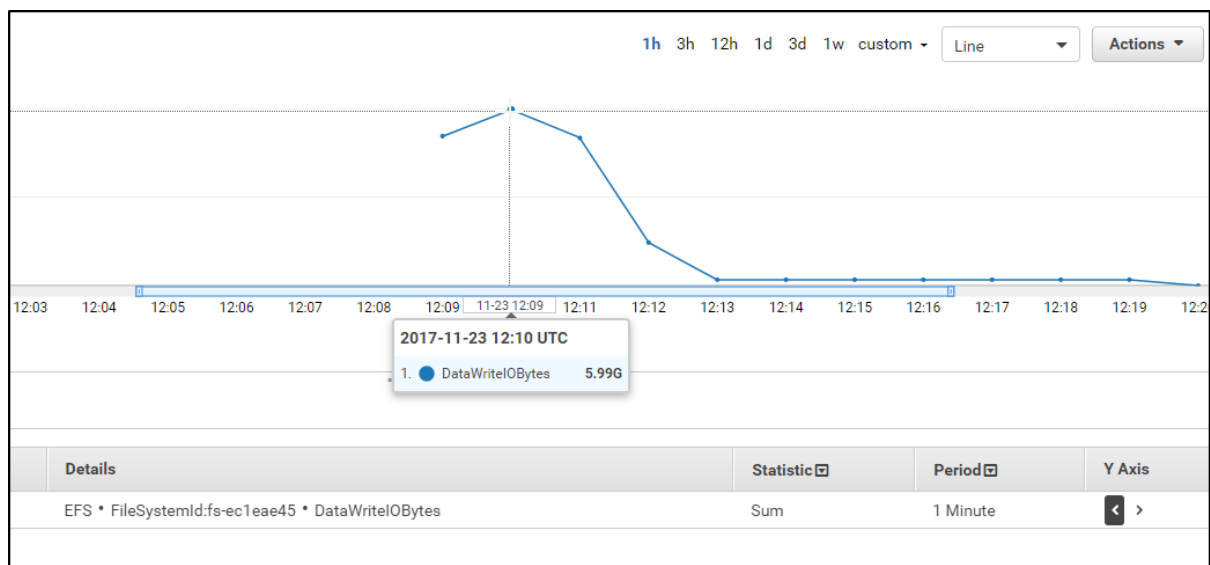 1h 3h 12h 1d 3d 1w custom Line Actions
12:03 12:04 12:05 12:06 12:07 12:08 12:09 11-23 12:09 12:11 12:12 12:13 12:14 12:15 12:16 12:17 12:18 12:19 12:2
2017-11-23 12:10 UTC
1. DataWriteIOBytes 5.99G
Details Statistic Period Y Axis
EFS • FileSystemId:fs-ec1eae45 • DataWriteIOBytes Sum 1 Minute